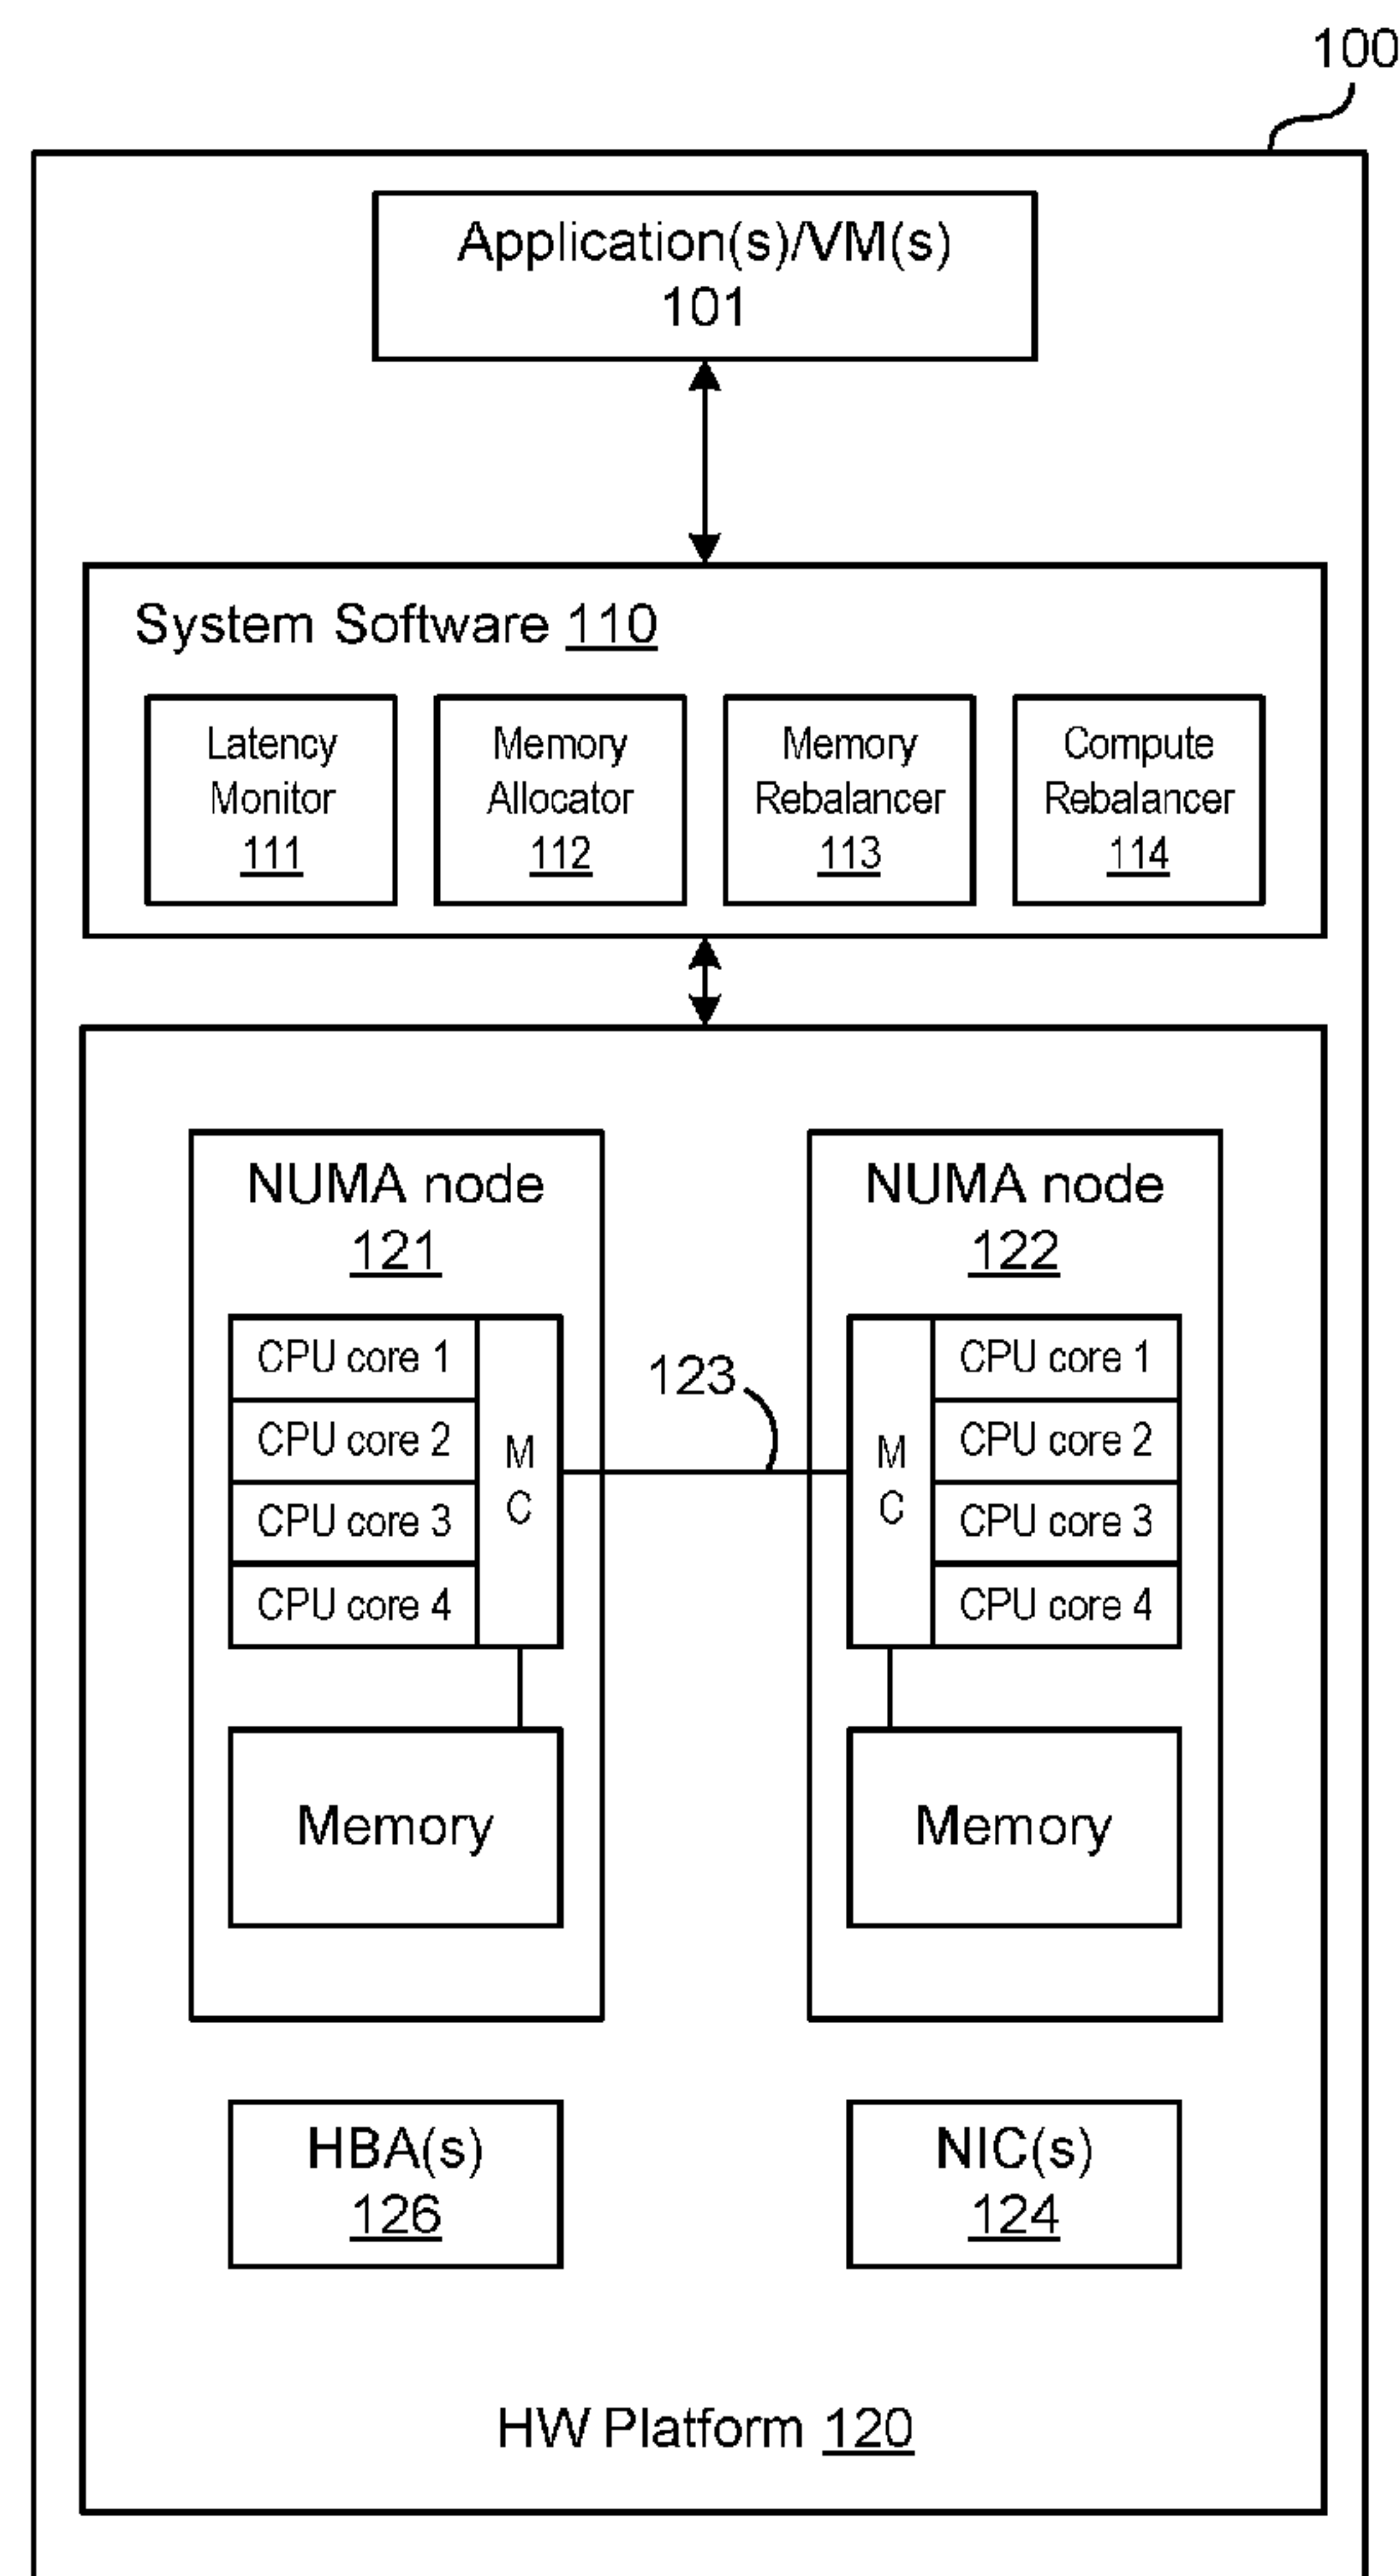 100
Application(s)/VM(s)
101
System Software 110
Latency
Monitor
111
Memory
Allocator
112
Memory
Rebalancer
113
Compute
Rebalancer
114
NUMA node
121
CPU core 1
CPU core 2
CPU core 3
CPU core 4
M
C
Memory
123
NUMA node
122
M
C
CPU core 1
CPU core 2
CPU core 3
CPU core 4
Memory
HBA(s)
126
NIC(s)
124
HW Platform 120